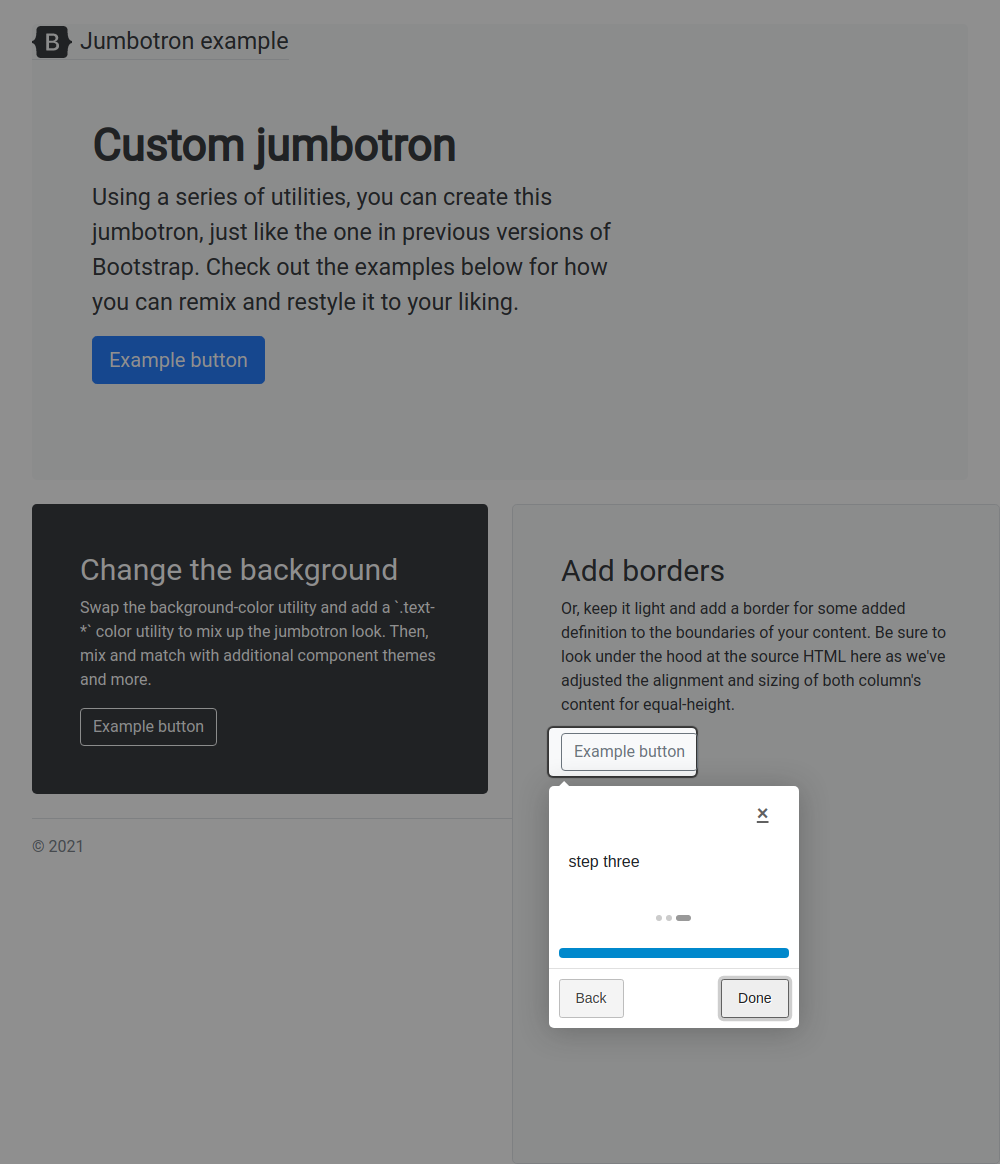 B Jumbotron example
Custom jumbotron
Using a series of utilities, you can create this
jumbotron, just like the one in previous versions of
Bootstrap. Check out the examples below for how
you can remix and restyle it to your liking.
Example button
Change the background
Swap the background-color utility and add a `.text-
*` color utility to mix up the jumbotron look. Then,
mix and match with additional component themes
and more.
Example button
Add borders
Or, keep it light and add a border for some added
definition to the boundaries of your content. Be sure to
look under the hood at the source HTML here as we've
adjusted the alignment and sizing of both column's
content for equal-height.
Example button
×
step three
Back
Done
© 2021